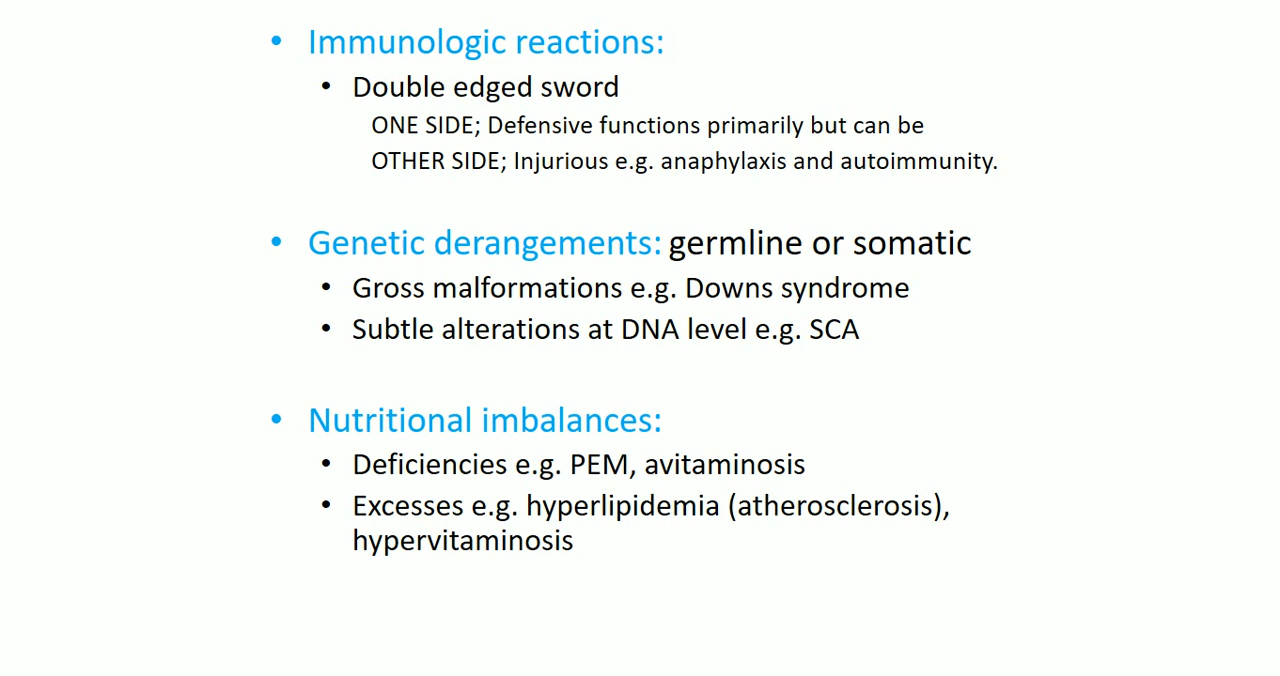 • Immunologic reactions:
• Double edged sword
ONE SIDE; Defensive functions primarily but can be
OTHER SIDE; Injurious e.g. anaphylaxis and autoimmunity.
• Genetic derangements: germline or somatic
• Gross malformations e.g. Downs syndrome
• Subtle alterations at DNA level e.g. SCA
• Nutritional imbalances:
• Deficiencies e.g. PEM, avitaminosis
• Excesses e.g. hyperlipidemia (atherosclerosis),
hypervitaminosis